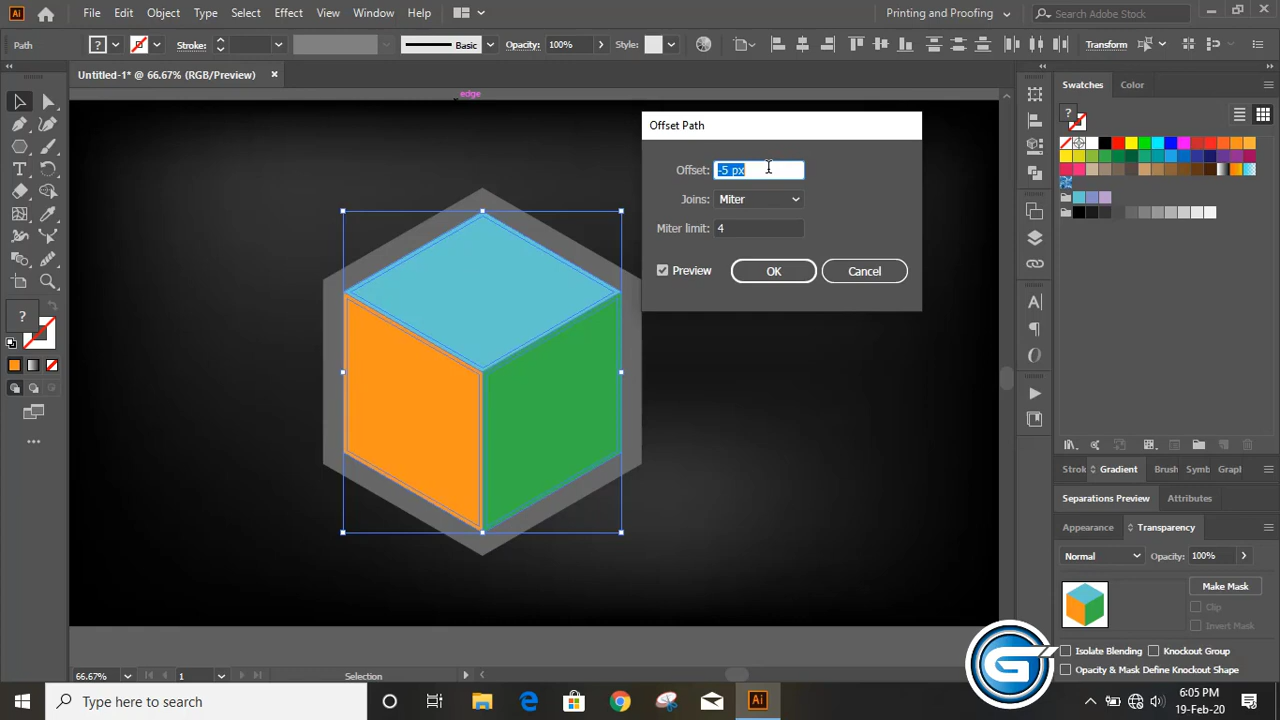 Ai File Edit Object Type Select Effect View Window Help Printing and Proofing Search Adobe Stock
Path ? Stroke: Basic Opacity: 100% Style: Transform
Untitled-1* @ 66.67% (RGB/Preview)
Swatches Color
edge
?
Offset Path
Offset: -5 px
Joins: Miter
Miter limit: 4
Preview OK Cancel
?
Strok Gradient Brush Symb Grapl
Separations Preview Attributes
Appearance Transparency
Normal Opacity: 100%
Make Mask
Clip
Invert Mask
Isolate Blending Knockout Group
Opacity & Mask Define Knockout Shape
66.67% 1 Selection
G
Type here to search
Ai
6:05 PM
19-Feb-20